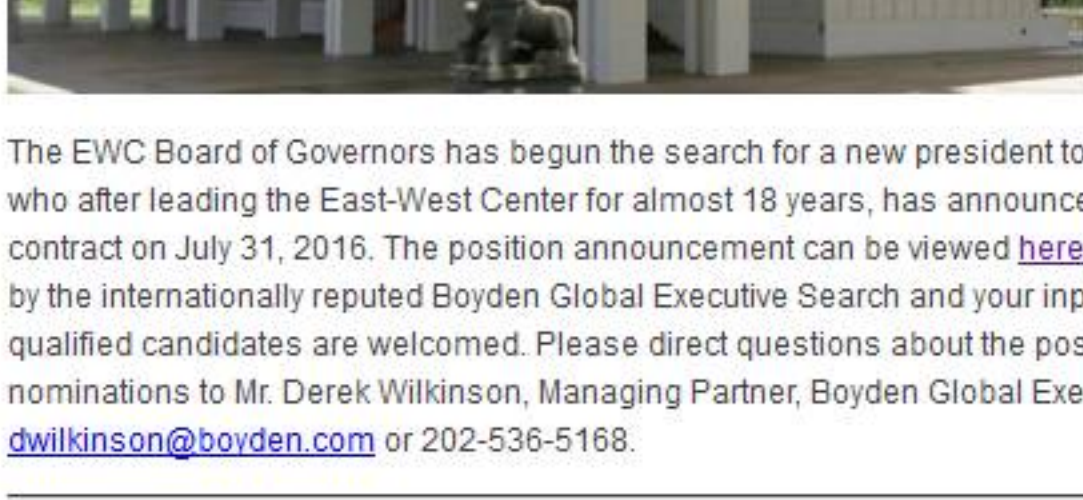 The EWC Board of Governors has begun the search for a new president to
who after leading the East-West Center for almost 18 years, has announce
contract on July 31, 2016. The position announcement can be viewed here
by the internationally reputed Boyden Global Executive Search and your inp
qualified candidates are welcomed. Please direct questions about the pos
nominations to Mr. Derek Wilkinson, Managing Partner, Boyden Global Exe
dwilkinson@boyden.com or 202-536-5168.